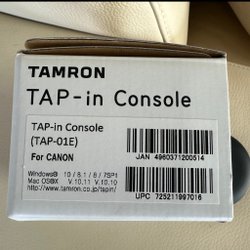 TAMRON
TAP-in Console
TAP-in Console
(TAP-01E)
For CANON
JAN 4960371200514
Windows® 10 / 8.1 / 8 / 7SP1
Mac OS®X V.10.11 V.10.10
http://www.tamron.co.jp/tapin/
UPC 725211997016